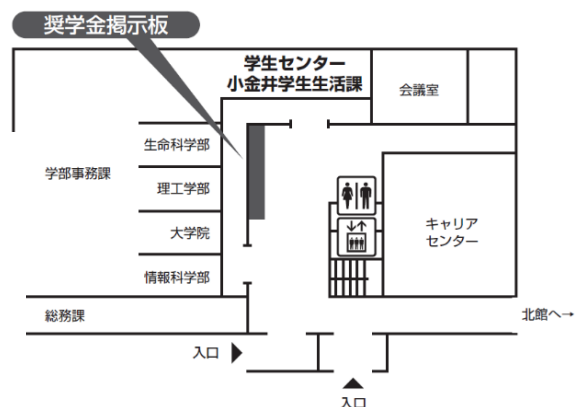 奨学金掲示板
学生センター
小金井学生生活課
会議室
生命科学部
学部事務課
理工学部
大学院
キャリア
センター
情報科学部
総務課
北館へ→
入口
入口